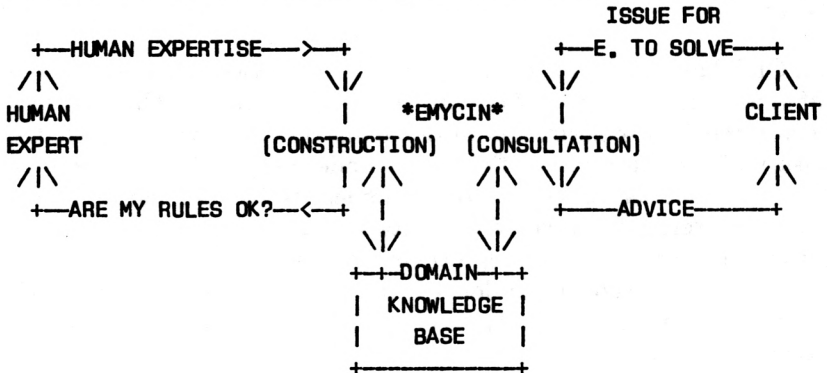 ISSUE FOR
+—HUMAN EXPERTISE—>—+ +—E. TO SOLVE—+
/|\ \|/ \|/ /|\
HUMAN | *EMYCIN* | CLIENT
EXPERT (CONSTRUCTION) (CONSULTATION) |
/|\ | /|\ /|\ \|/ /|\
+—ARE MY RULES OK?—<—+ | | +—ADVICE—+
\|/ \|/
+—+—DOMAIN—+—+
| KNOWLEDGE |
| BASE |
+—————+